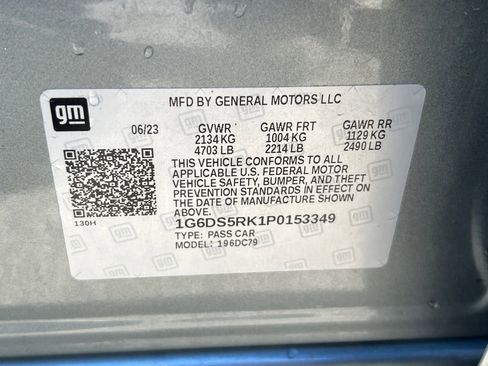 gm
MFD BY GENERAL MOTORS LLC
06/23 GVWR GAWR FRT GAWR RR
2134 KG 1004 KG 1129 KG
4703 LB 2214 LB 2490 LB
THIS VEHICLE CONFORMS TO ALL
APPLICABLE U.S. FEDERAL MOTOR
VEHICLE SAFETY, BUMPER, AND THEFT
PREVENTION STANDARDS IN EFFECT ON
THE DATE OF MANUFACTURE SHOWN
ABOVE.
130H
1G6DS5RK1P0153349
TYPE: PASS CAR
MODEL: 196DC79